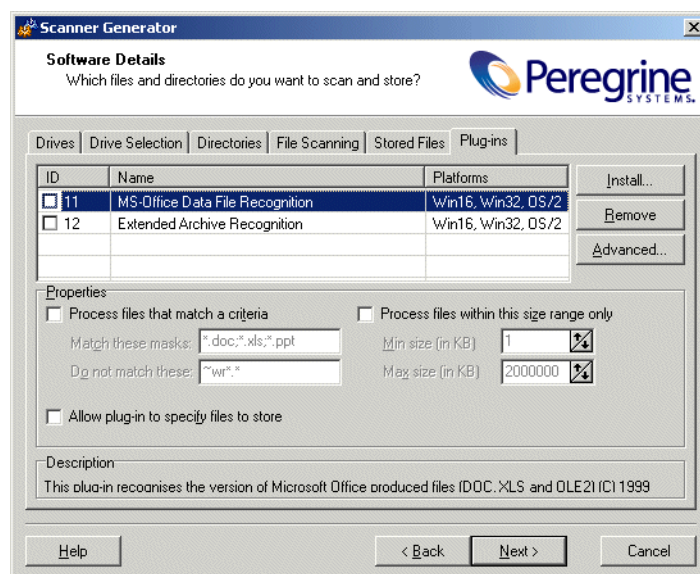 Scanner Generator
Software Details
Which files and directories do you want to scan and store?
Peregrine
SYSTEMS.
Drives Drive Selection Directories File Scanning Stored Files Plug-ins
ID Name Platforms
11 MS-Office Data File Recognition Win16, Win32, OS/2
12 Extended Archive Recognition Win16, Win32, OS/2
Install...
Remove
Advanced...
Properties
Process files that match a criteria
Match these masks: *.doc;*.xls;*.ppt
Do not match these: ~wr*.*
Process files within this size range only
Min size (in KB) 1
Max size (in KB) 2000000
Allow plug-in to specify files to store
Description
This plug-in recognises the version of Microsoft Office produced files (DOC, XLS and OLE2) (C) 1999
Help < Back Next > Cancel